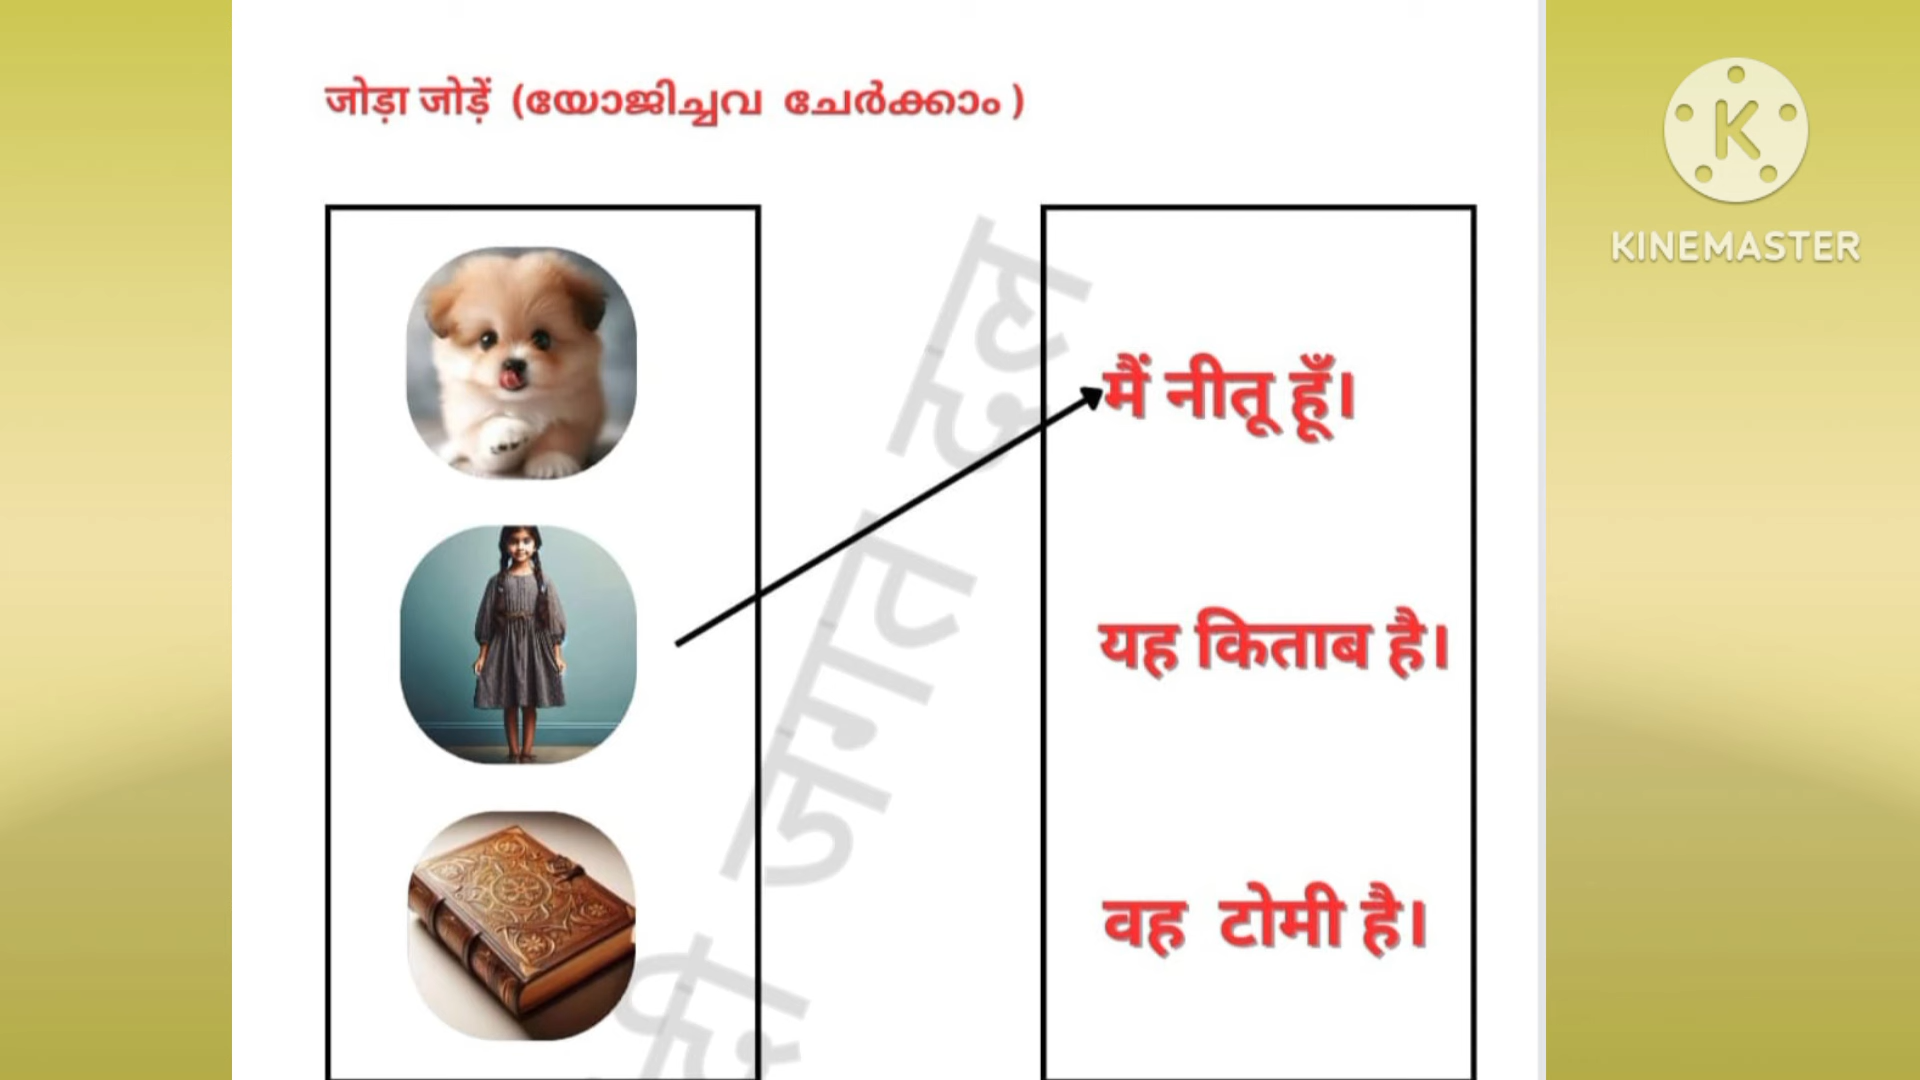 जोड़ा जोड़ें (യോജിച്ചവ ചേർക്കാം )
KINEMASTER
मैं नीतू हूँ।
यह किताब है।
वह टोमी है।